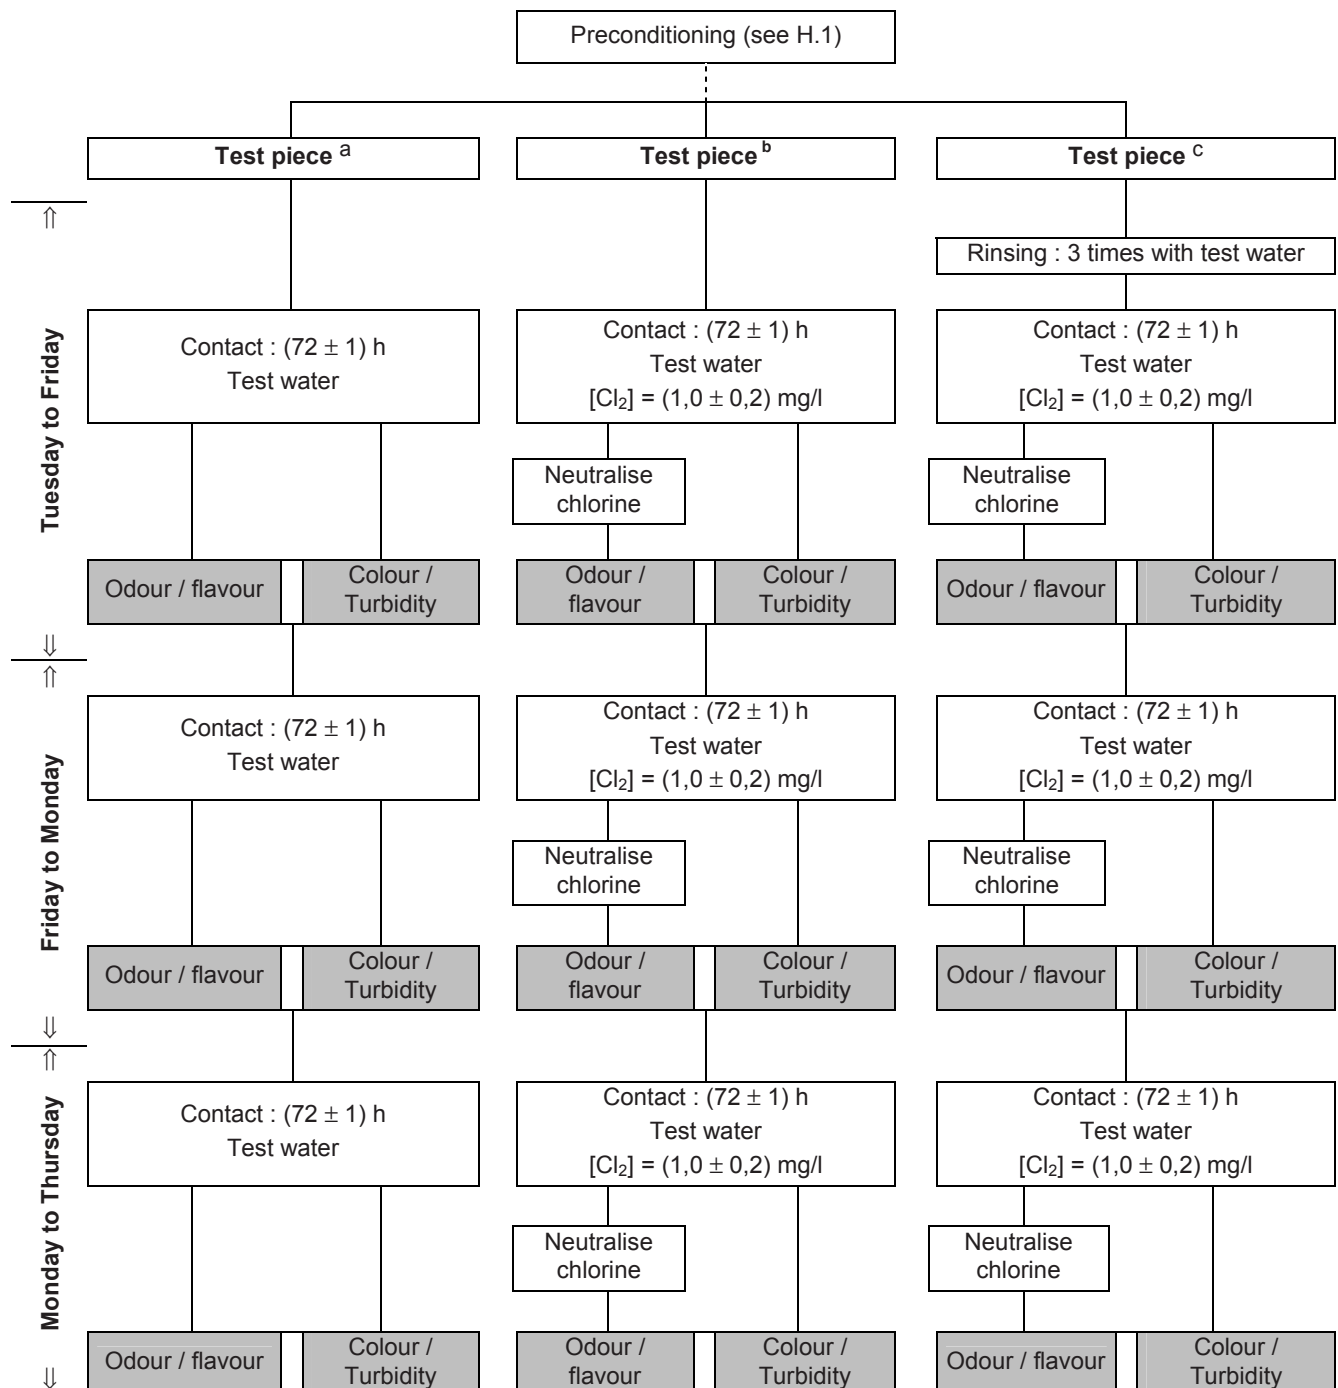 Preconditioning (see H.1)
Test piece a
Test piece b
Test piece c
⇑
Rinsing : 3 times with test water
Tuesday to Friday
Contact : (72 ± 1) h
Test water
Contact : (72 ± 1) h
Test water
[Cl₂] = (1,0 ± 0,2) mg/l
Contact : (72 ± 1) h
Test water
[Cl₂] = (1,0 ± 0,2) mg/l
Neutralise
chlorine
Neutralise
chlorine
Odour / flavour
Colour /
Turbidity
Odour /
flavour
Colour /
Turbidity
Odour / flavour
Colour /
Turbidity
⇓
⇑
Friday to Monday
Contact : (72 ± 1) h
Test water
Contact : (72 ± 1) h
Test water
[Cl₂] = (1,0 ± 0,2) mg/l
Contact : (72 ± 1) h
Test water
[Cl₂] = (1,0 ± 0,2) mg/l
Neutralise
chlorine
Neutralise
chlorine
Odour / flavour
Colour /
Turbidity
Odour /
flavour
Colour /
Turbidity
Odour / flavour
Colour /
Turbidity
⇓
⇑
Monday to Thursday
Contact : (72 ± 1) h
Test water
Contact : (72 ± 1) h
Test water
[Cl₂] = (1,0 ± 0,2) mg/l
Contact : (72 ± 1) h
Test water
[Cl₂] = (1,0 ± 0,2) mg/l
Neutralise
chlorine
Neutralise
chlorine
Odour / flavour
Colour /
Turbidity
Odour /
flavour
Colour /
Turbidity
Odour / flavour
Colour /
Turbidity
⇓